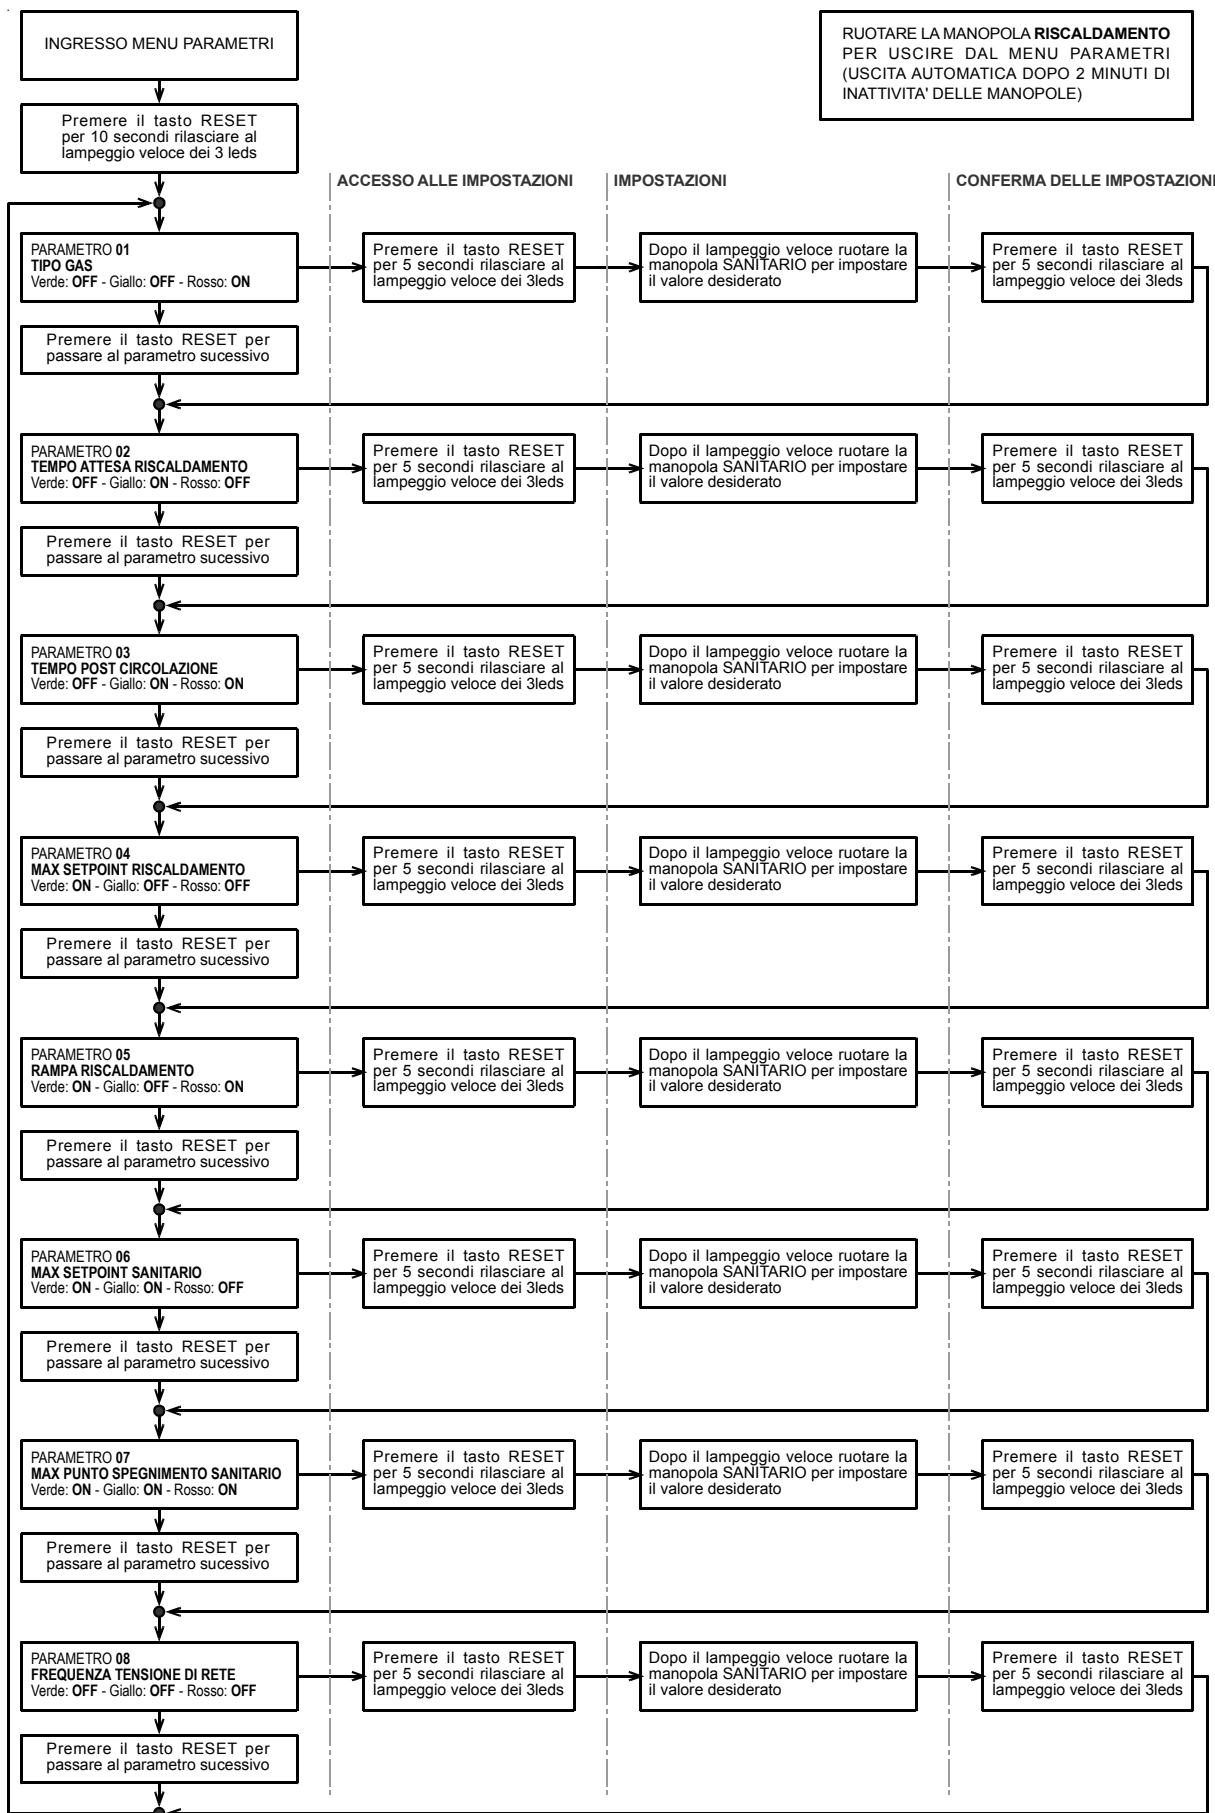 INGRESSO MENU PARAMETRI
RUOTARE LA MANOPOLA RISCALDAMENTO
PER USCIRE DAL MENU PARAMETRI
(USCITA AUTOMATICA DOPO 2 MINUTI DI
INATTIVITA' DELLE MANOPOLE)
Premere il tasto RESET
per 10 secondi rilasciare al
lampeggio veloce dei 3 leds
ACCESSO ALLE IMPOSTAZIONI
IMPOSTAZIONI
CONFERMA DELLE IMPOSTAZIONI
PARAMETRO 01
TIPO GAS
Verde: OFF - Giallo: OFF - Rosso: ON
Premere il tasto RESET
per 5 secondi rilasciare al
lampeggio veloce dei 3leds
Dopo il lampeggio veloce ruotare la
manopola SANITARIO per impostare
il valore desiderato
Premere il tasto RESET
per 5 secondi rilasciare al
lampeggio veloce dei 3leds
Premere il tasto RESET per
passare al parametro sucessivo
PARAMETRO 02
TEMPO ATTESA RISCALDAMENTO
Verde: OFF - Giallo: ON - Rosso: OFF
Premere il tasto RESET
per 5 secondi rilasciare al
lampeggio veloce dei 3leds
Dopo il lampeggio veloce ruotare la
manopola SANITARIO per impostare
il valore desiderato
Premere il tasto RESET
per 5 secondi rilasciare al
lampeggio veloce dei 3leds
Premere il tasto RESET per
passare al parametro sucessivo
PARAMETRO 03
TEMPO POST CIRCOLAZIONE
Verde: OFF - Giallo: ON - Rosso: ON
Premere il tasto RESET
per 5 secondi rilasciare al
lampeggio veloce dei 3leds
Dopo il lampeggio veloce ruotare la
manopola SANITARIO per impostare
il valore desiderato
Premere il tasto RESET
per 5 secondi rilasciare al
lampeggio veloce dei 3leds
Premere il tasto RESET per
passare al parametro sucessivo
PARAMETRO 04
MAX SETPOINT RISCALDAMENTO
Verde: ON - Giallo: OFF - Rosso: OFF
Premere il tasto RESET
per 5 secondi rilasciare al
lampeggio veloce dei 3leds
Dopo il lampeggio veloce ruotare la
manopola SANITARIO per impostare
il valore desiderato
Premere il tasto RESET
per 5 secondi rilasciare al
lampeggio veloce dei 3leds
Premere il tasto RESET per
passare al parametro sucessivo
PARAMETRO 05
RAMPA RISCALDAMENTO
Verde: ON - Giallo: OFF - Rosso: ON
Premere il tasto RESET
per 5 secondi rilasciare al
lampeggio veloce dei 3leds
Dopo il lampeggio veloce ruotare la
manopola SANITARIO per impostare
il valore desiderato
Premere il tasto RESET
per 5 secondi rilasciare al
lampeggio veloce dei 3leds
Premere il tasto RESET per
passare al parametro sucessivo
PARAMETRO 06
MAX SETPOINT SANITARIO
Verde: ON - Giallo: ON - Rosso: OFF
Premere il tasto RESET
per 5 secondi rilasciare al
lampeggio veloce dei 3leds
Dopo il lampeggio veloce ruotare la
manopola SANITARIO per impostare
il valore desiderato
Premere il tasto RESET
per 5 secondi rilasciare al
lampeggio veloce dei 3leds
Premere il tasto RESET per
passare al parametro sucessivo
PARAMETRO 07
MAX PUNTO SPEGNIMENTO SANITARIO
Verde: ON - Giallo: ON - Rosso: ON
Premere il tasto RESET
per 5 secondi rilasciare al
lampeggio veloce dei 3leds
Dopo il lampeggio veloce ruotare la
manopola SANITARIO per impostare
il valore desiderato
Premere il tasto RESET
per 5 secondi rilasciare al
lampeggio veloce dei 3leds
Premere il tasto RESET per
passare al parametro sucessivo
PARAMETRO 08
FREQUENZA TENSIONE DI RETE
Verde: OFF - Giallo: OFF - Rosso: OFF
Premere il tasto RESET
per 5 secondi rilasciare al
lampeggio veloce dei 3leds
Dopo il lampeggio veloce ruotare la
manopola SANITARIO per impostare
il valore desiderato
Premere il tasto RESET
per 5 secondi rilasciare al
lampeggio veloce dei 3leds
Premere il tasto RESET per
passare al parametro sucessivo